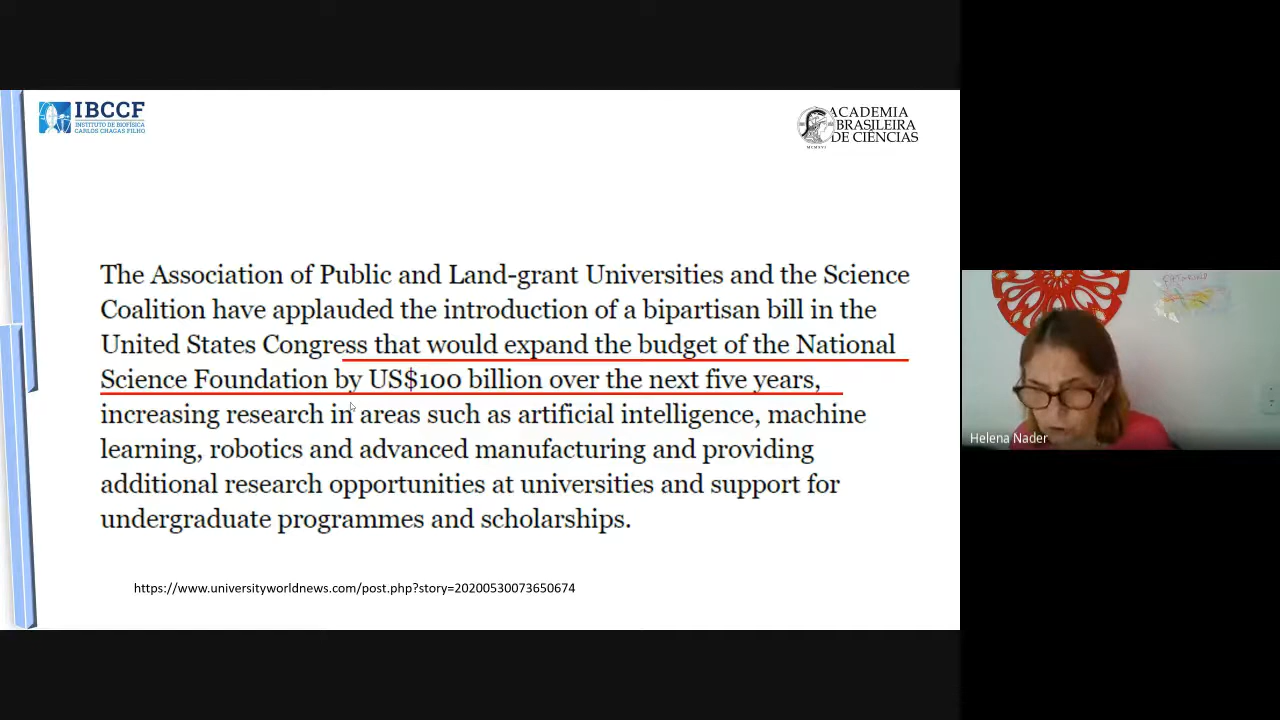 IBCCF
INSTITUTO DE BIOFÍSICA
CARLOS CHAGAS FILHO
ACADEMIA
BRASILEIRA
DE CIÊNCIAS
MCMXVI
The Association of Public and Land-grant Universities and the Science
Coalition have applauded the introduction of a bipartisan bill in the
United States Congress that would expand the budget of the National
Science Foundation by US$100 billion over the next five years,
increasing research in areas such as artificial intelligence, machine
learning, robotics and advanced manufacturing and providing
additional research opportunities at universities and support for
undergraduate programmes and scholarships.
https://www.universityworldnews.com/post.php?story=20200530073650674
Helena Nader